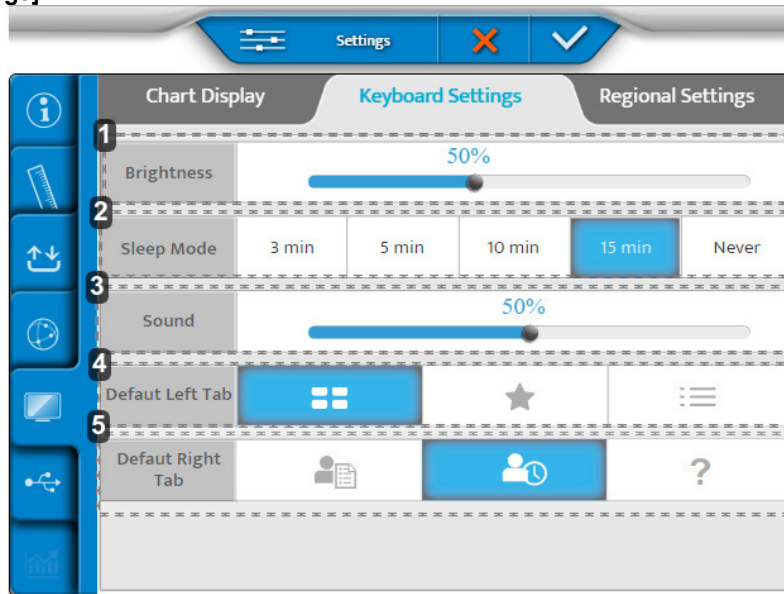 ge]
Settings
Chart Display
Keyboard Settings
Regional Settings
1
50%
Brightness
2
Sleep Mode
3 min
5 min
10 min
15 min
Never
3
50%
Sound
4
Defaut Left Tab
5
Defaut Right
Tab
?